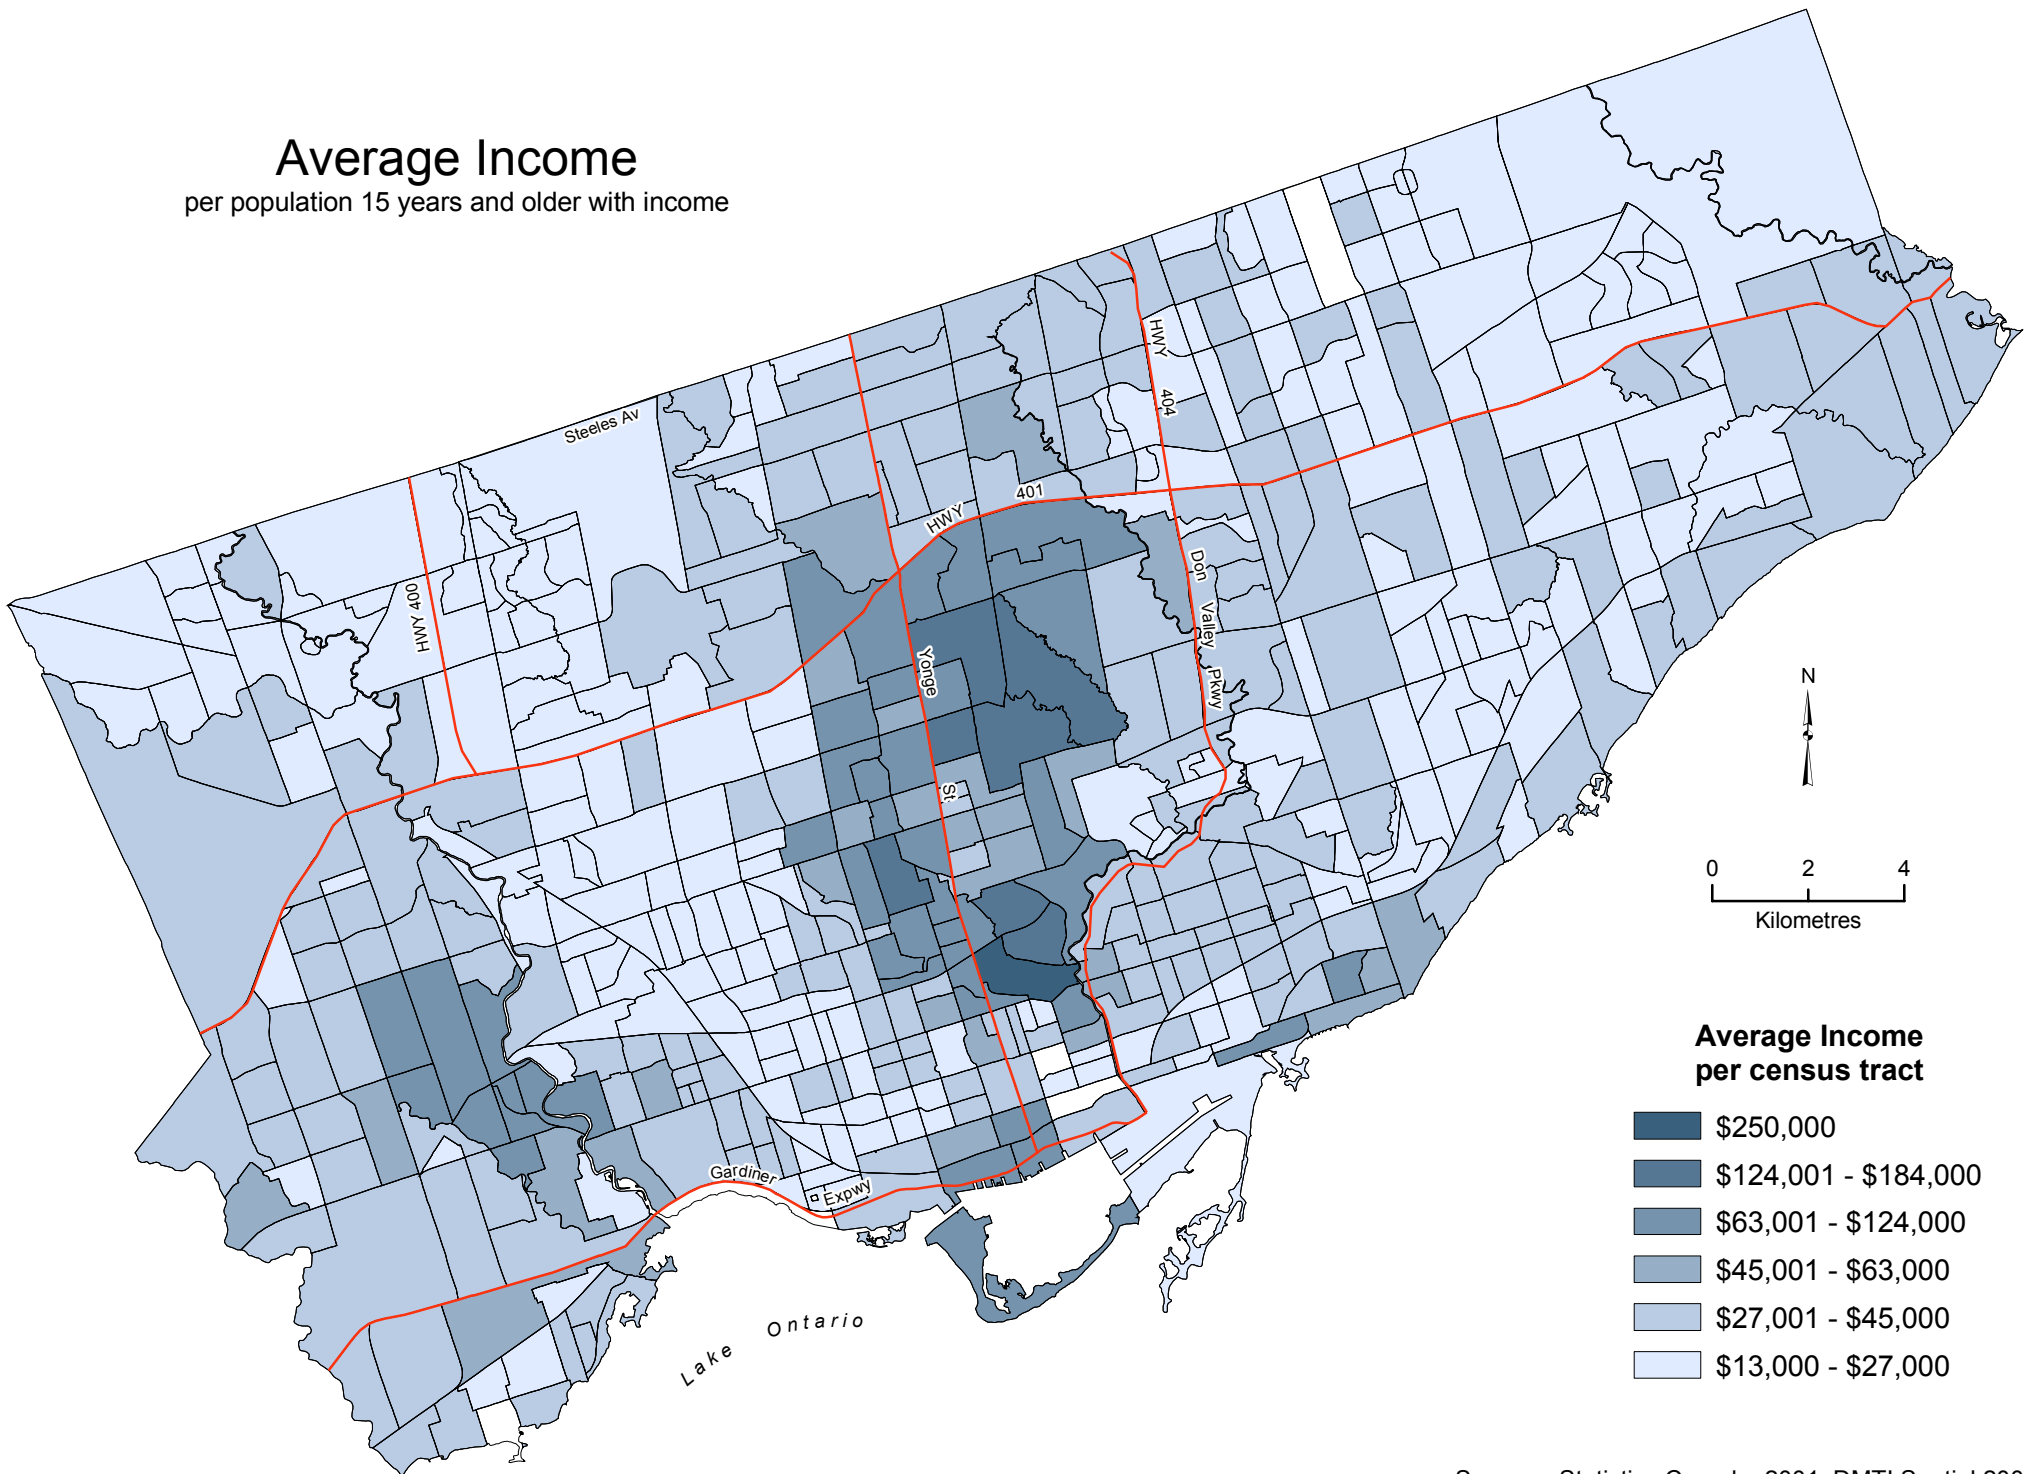 Average Income
per population 15 years and older with income
Steeles Av
HWY 400
HWY 401
HWY 404
Don Valley Pkwy
Yonge St
Gardiner Expwy
Lake Ontario
N
0 2 4
Kilometres
Average Income
per census tract
$250,000
$124,001 - $184,000
$63,001 - $124,000
$45,001 - $63,000
$27,001 - $45,000
$13,000 - $27,000